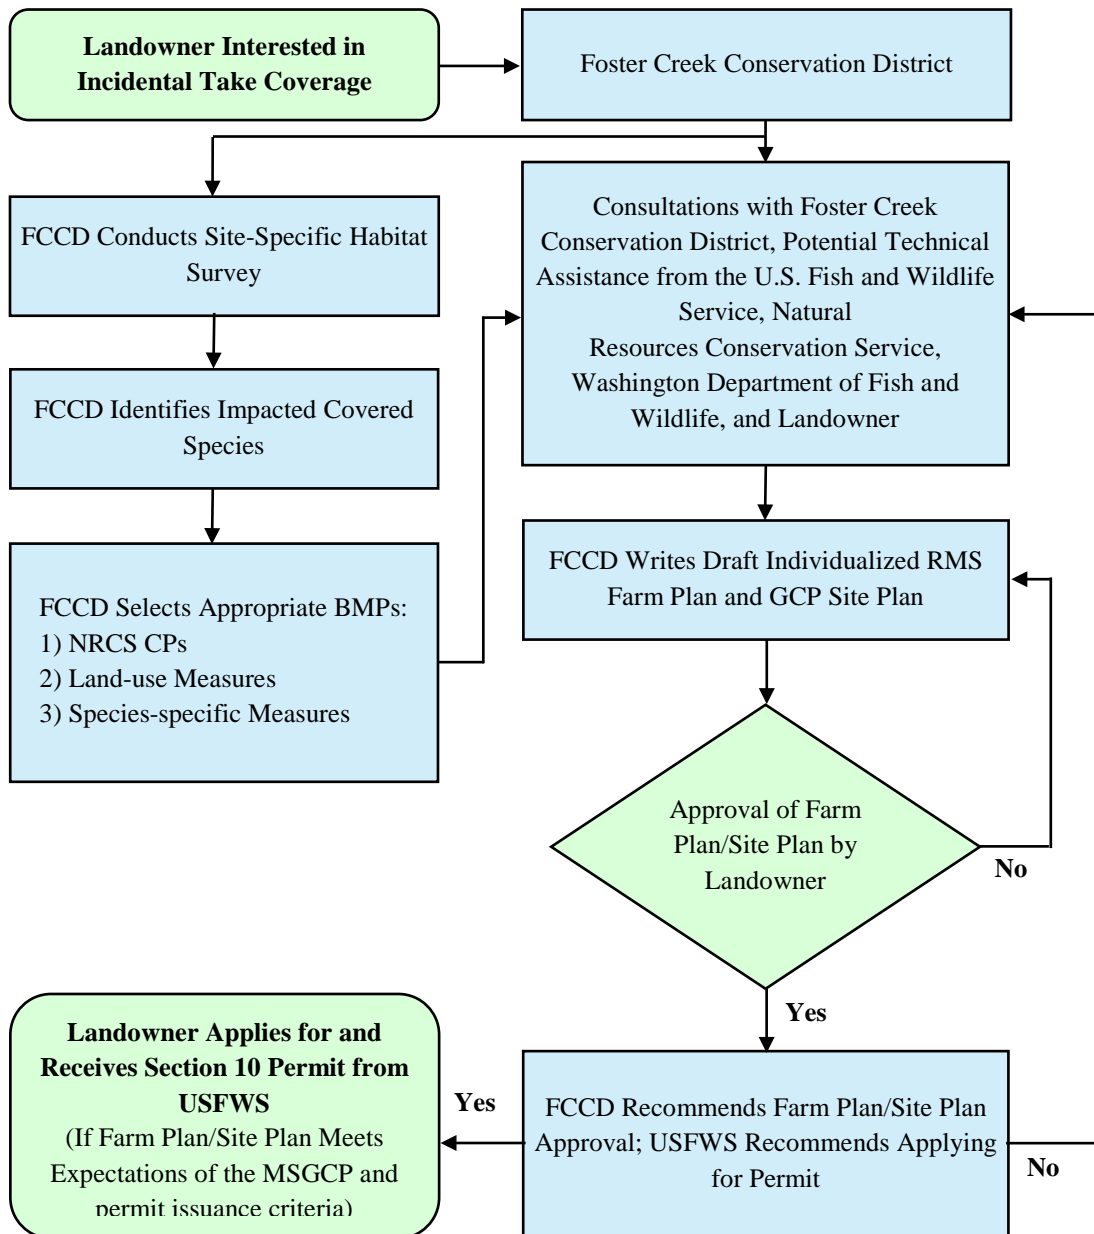 Landowner Interested in
Incidental Take Coverage
Foster Creek Conservation District
FCCD Conducts Site-Specific Habitat
Survey
FCCD Identifies Impacted Covered
Species
FCCD Selects Appropriate BMPs:
1) NRCS CPs
2) Land-use Measures
3) Species-specific Measures
Consultations with Foster Creek
Conservation District, Potential Technical
Assistance from the U.S. Fish and Wildlife
Service, Natural
Resources Conservation Service,
Washington Department of Fish and
Wildlife, and Landowner
FCCD Writes Draft Individualized RMS
Farm Plan and GCP Site Plan
Approval of Farm
Plan/Site Plan by
Landowner
No
Yes
FCCD Recommends Farm Plan/Site Plan
Approval; USFWS Recommends Applying
for Permit
No
Yes
Landowner Applies for and
Receives Section 10 Permit from
USFWS
(If Farm Plan/Site Plan Meets
Expectations of the MSGCP and
permit issuance criteria)